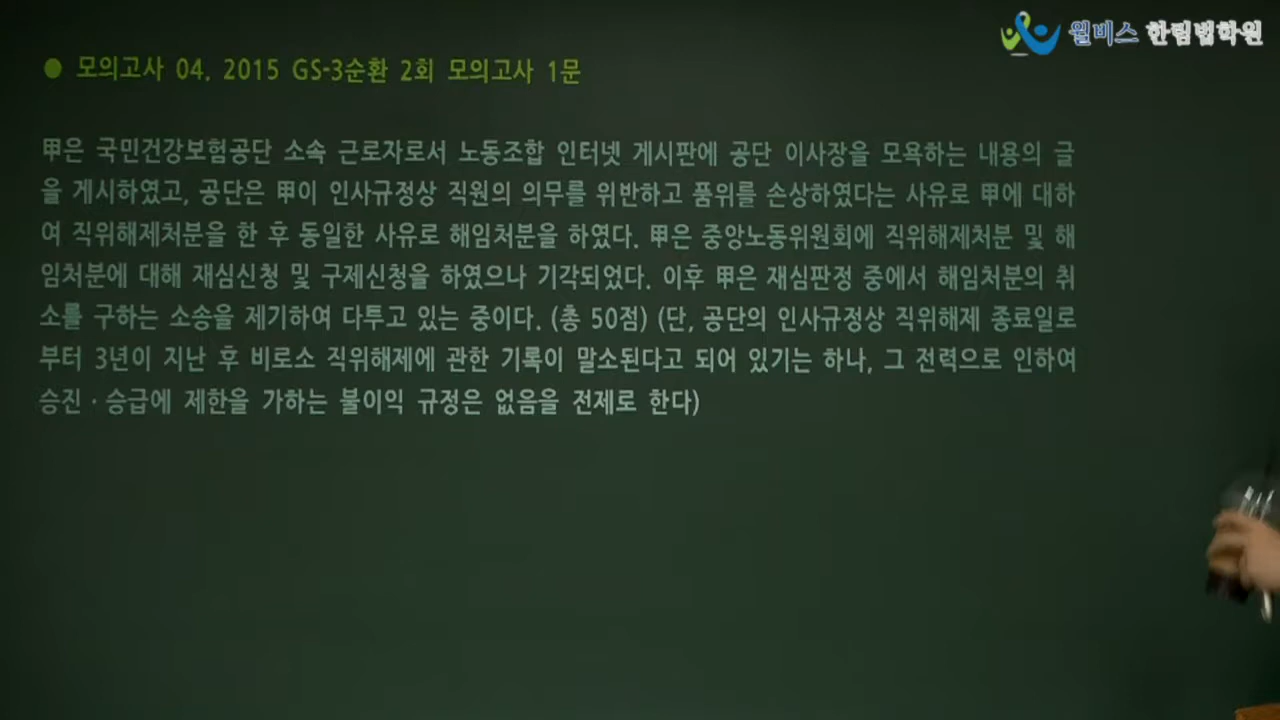 윌비스 한림법학원
● 모의고사 04. 2015 GS-3순환 2회 모의고사 1문
甲은 국민건강보험공단 소속 근로자로서 노동조합 인터넷 게시판에 공단 이사장을 모욕하는 내용의 글
을 게시하였고, 공단은 甲이 인사규정상 직원의 의무를 위반하고 품위를 손상하였다는 사유로 甲에 대하
여 직위해제처분을 한 후 동일한 사유로 해임처분을 하였다. 甲은 중앙노동위원회에 직위해제처분 및 해
임처분에 대해 재심신청 및 구제신청을 하였으나 기각되었다. 이후 甲은 재심판정 중에서 해임처분의 취
소를 구하는 소송을 제기하여 다투고 있는 중이다. (총 50점) (단, 공단의 인사규정상 직위해제 종료일로
부터 3년이 지난 후 비로소 직위해제에 관한 기록이 말소된다고 되어 있기는 하나, 그 전력으로 인하여
승진 · 승급에 제한을 가하는 불이익 규정은 없음을 전제로 한다)